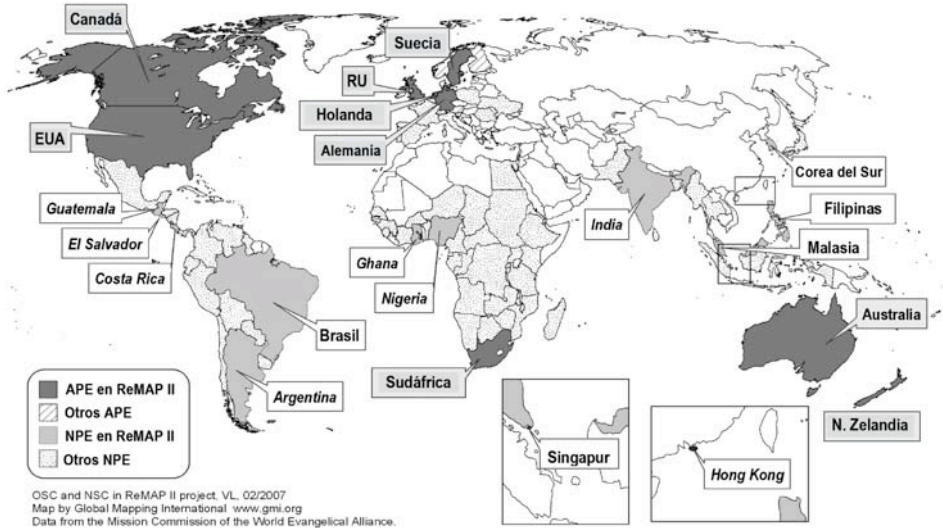 Canadá
Suecia
RU
Holanda
EUA
Alemania
Corea del Sur
Guatemala
Filipinas
India
El Salvador
Malasia
Ghana
Costa Rica
Nigeria
Australia
Brasil
Sudáfrica
Argentina
N. Zelandia
Singapur
Hong Kong
APE en ReMAP II
Otros APE
NPE en ReMAP II
Otros NPE
OSC and NSC in ReMAP II project, VL, 02/2007
Map by Global Mapping International www.gmi.org
Data from the Mission Commission of the World Evangelical Alliance.